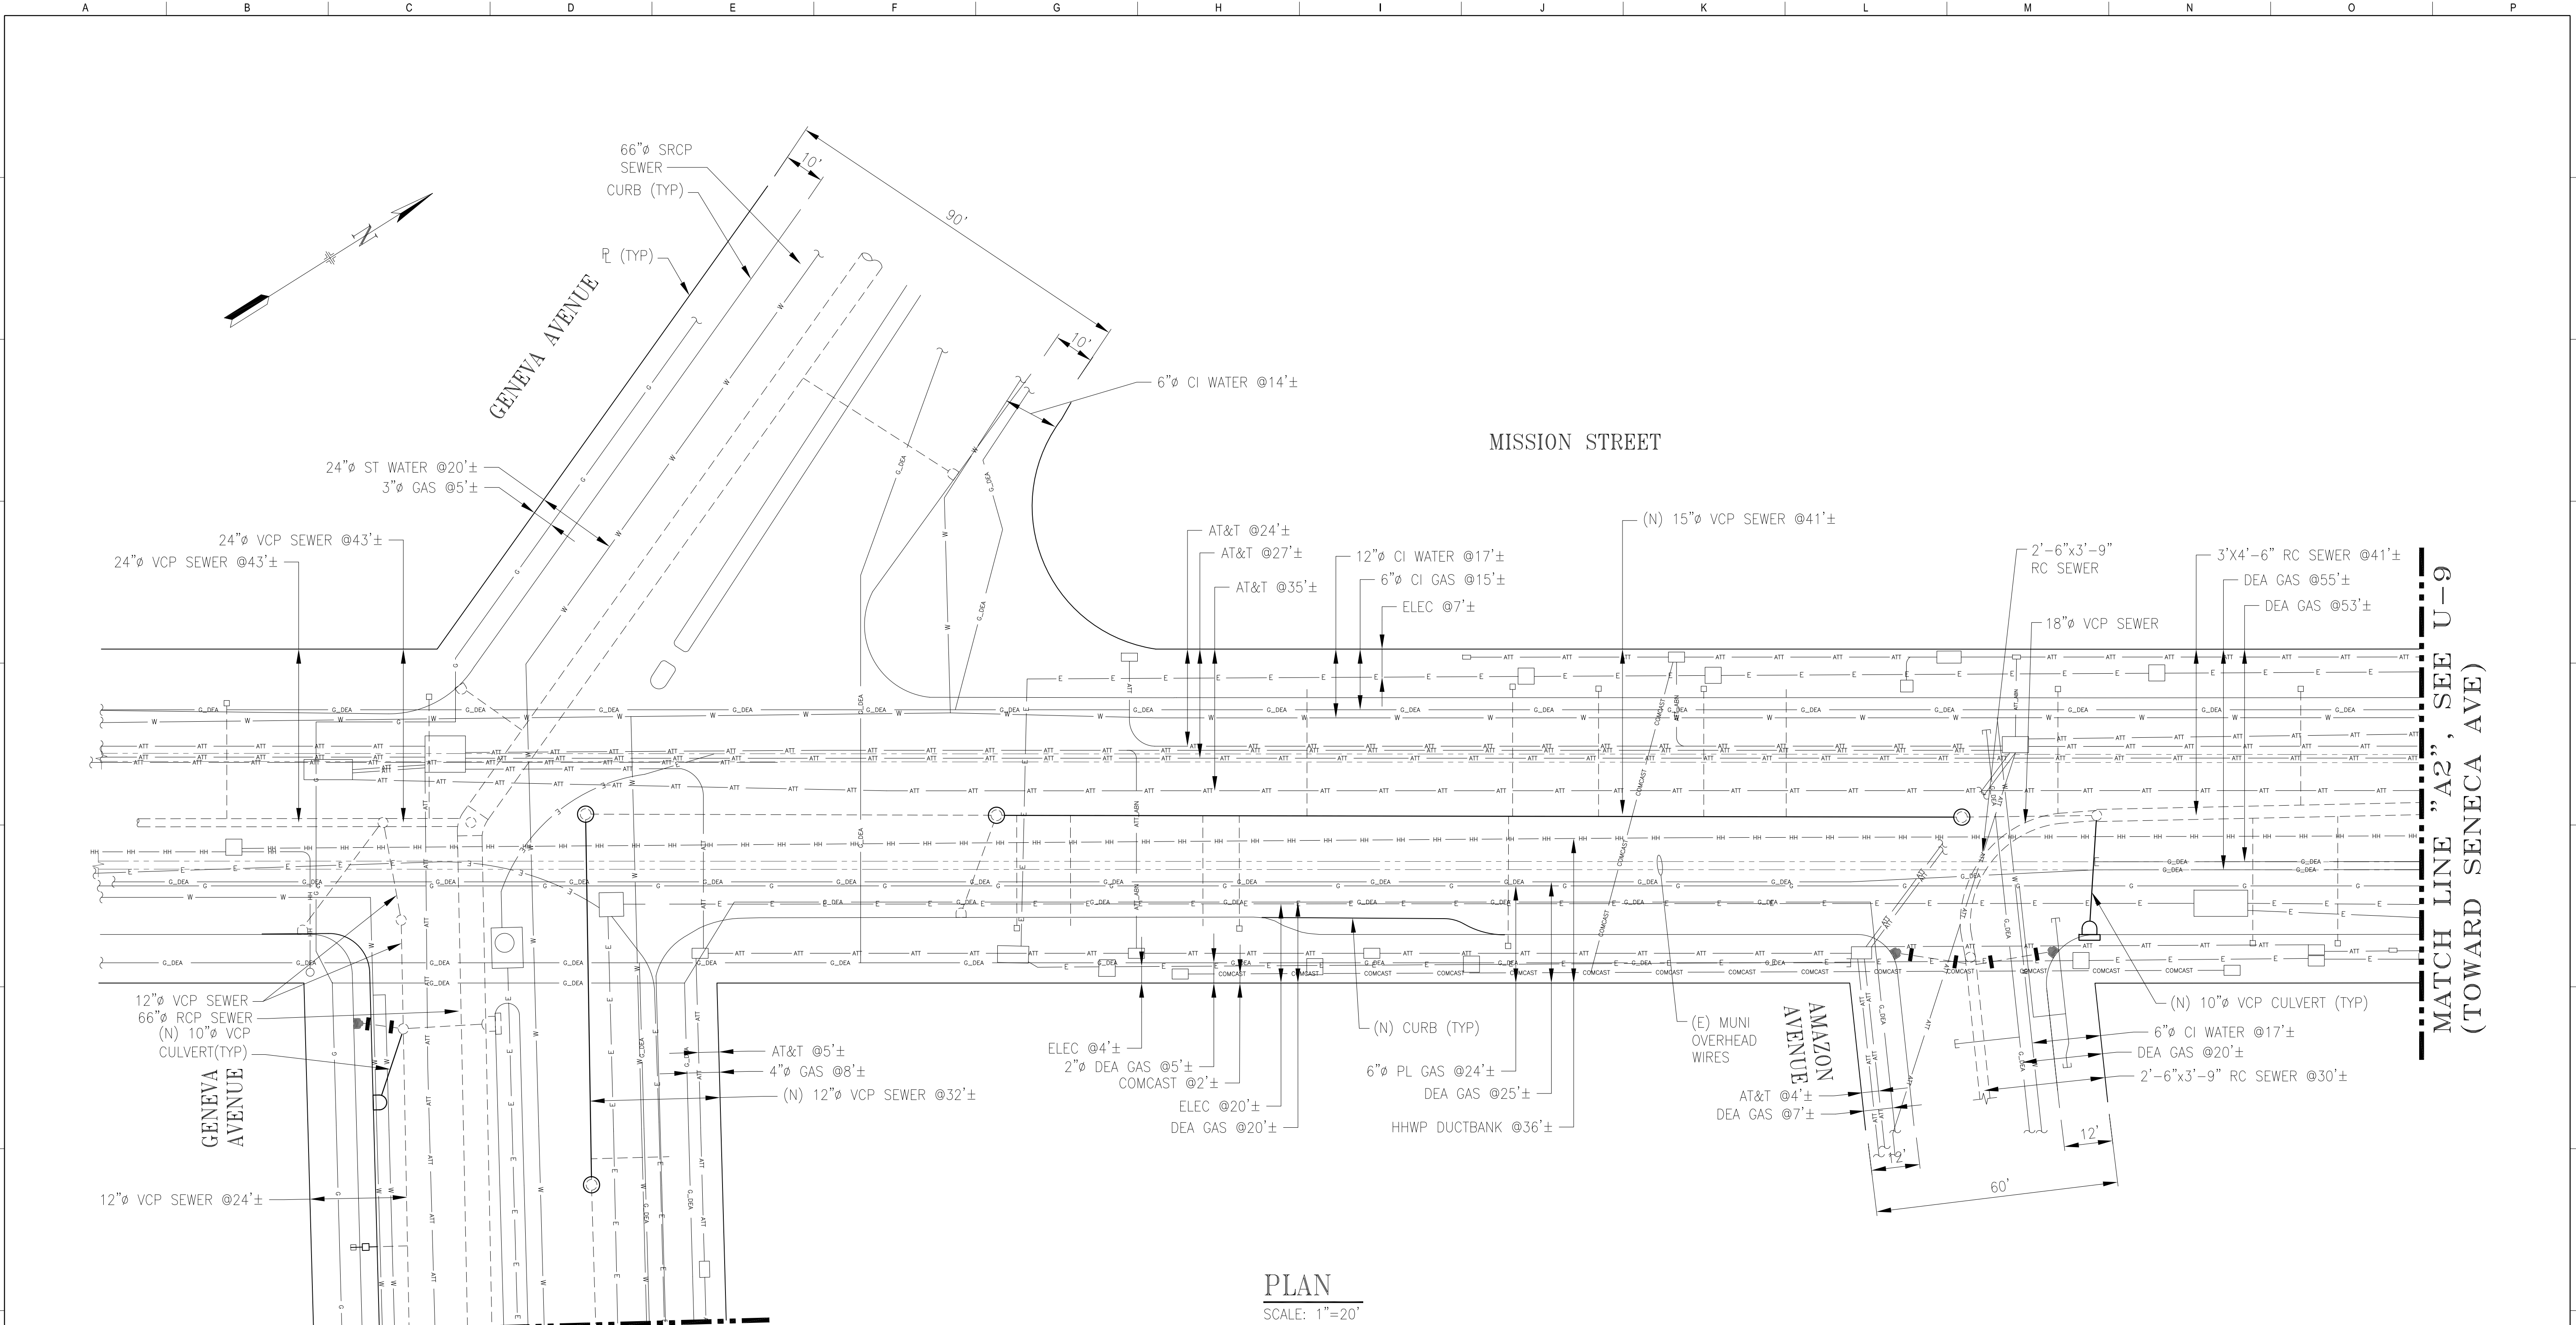 A B C D E F G H I J K L M N O P
66"ø SRCP
SEWER
CURB (TYP)
PL (TYP)
10'
90'
10'
N
GENEVA AVENUE
6"ø CI WATER @14'±
MISSION STREET
24"ø ST WATER @20'±
3"ø GAS @5'±
24"ø VCP SEWER @43'±
24"ø VCP SEWER @43'±
AT&T @24'±
AT&T @27'±
AT&T @35'±
12"ø CI WATER @17'±
6"ø CI GAS @15'±
ELEC @7'±
(N) 15"ø VCP SEWER @41'±
2'-6"x3'-9"
RC SEWER
18"ø VCP SEWER
3'X4'-6" RC SEWER @41'±
DEA GAS @55'±
DEA GAS @53'±
MATCH LINE "A2", SEE U-9
(TOWARD SENECA AVE)
12"ø VCP SEWER
66"ø RCP SEWER
(N) 10"ø VCP
CULVERT(TYP)
GENEVA
AVENUE
12"ø VCP SEWER @24'±
AT&T @5'±
4"ø GAS @8'±
(N) 12"ø VCP SEWER @32'±
ELEC @4'±
2"ø DEA GAS @5'±
COMCAST @2'±
ELEC @20'±
DEA GAS @20'±
(N) CURB (TYP)
6"ø PL GAS @24'±
DEA GAS @25'±
HHWP DUCTBANK @36'±
(E) MUNI
OVERHEAD
WIRES
AMAZON
AVENUE
AT&T @4'±
DEA GAS @7'±
12'
60'
12'
(N) 10"ø VCP CULVERT (TYP)
6"ø CI WATER @17'±
DEA GAS @20'±
2'-6"x3'-9" RC SEWER @30'±
PLAN
SCALE: 1"=20'